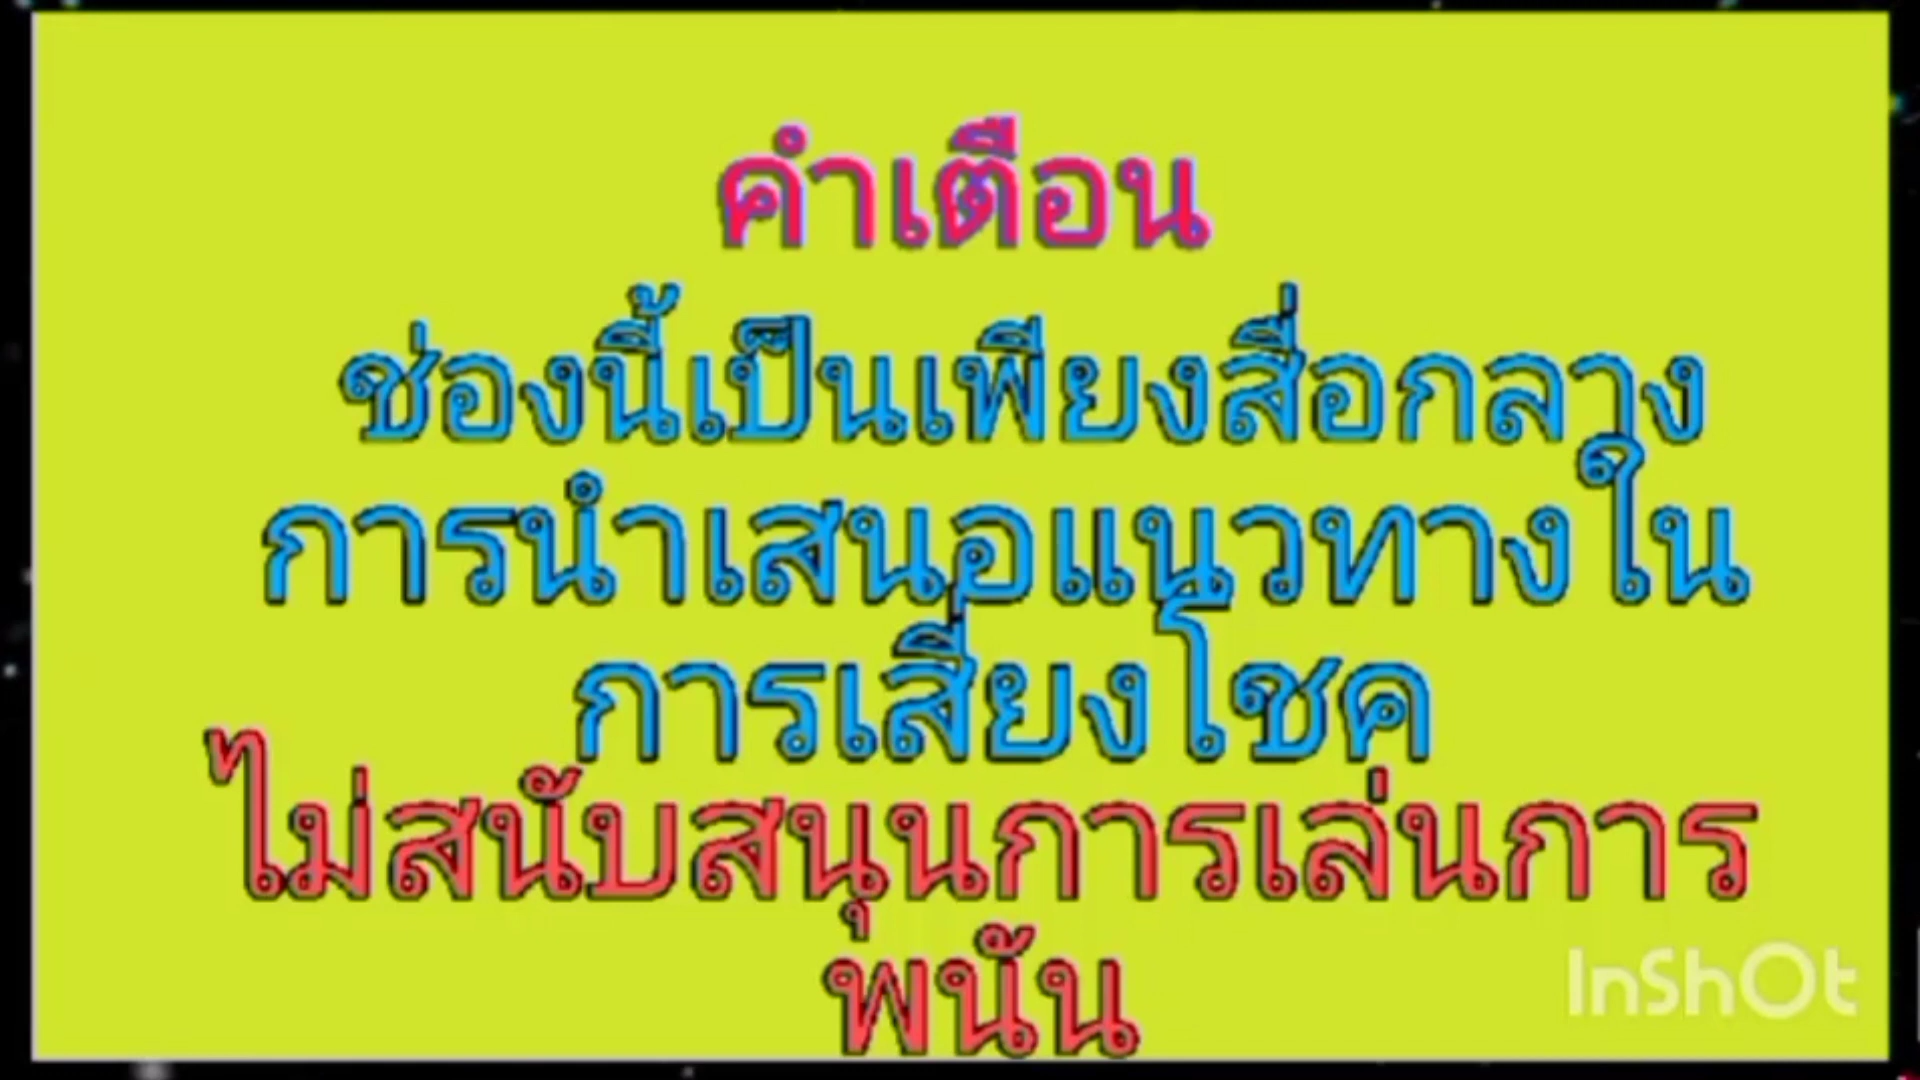 คำเตือน
ช่องนี้เป็นเพียงสื่อกลาง
การนำเสนอแนวทางใน
การเสี่ยงโชค
ไม่สนับสนุนการเล่นการ
พนัน
InShOt